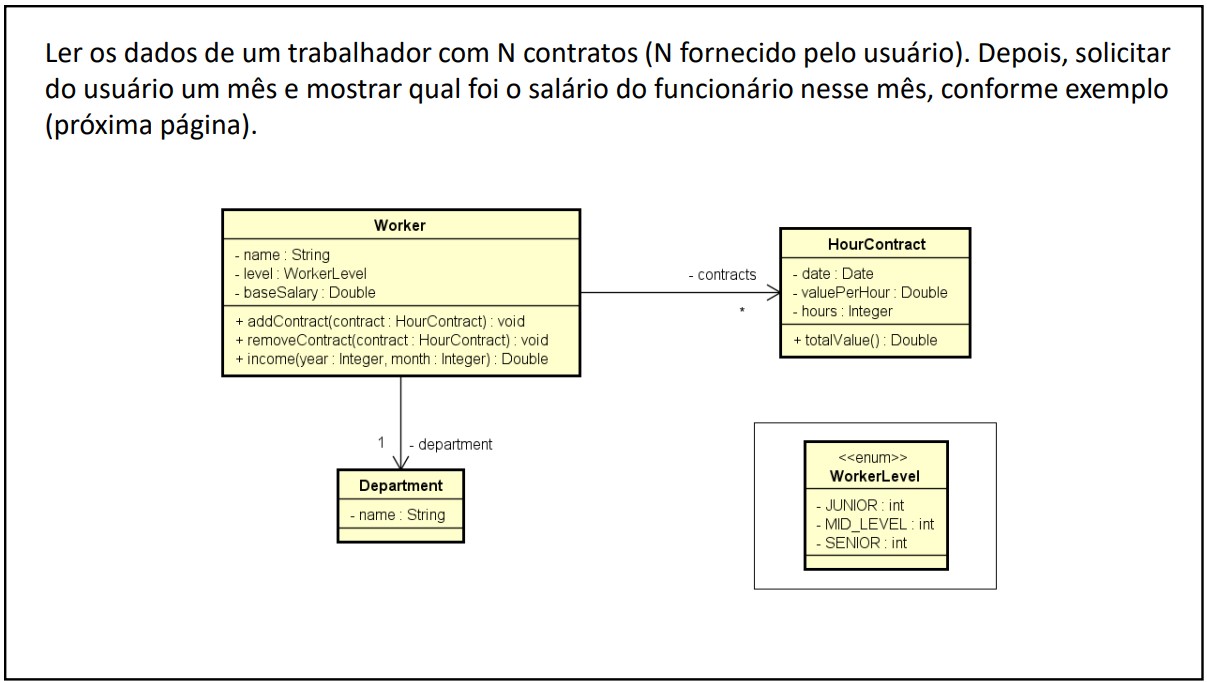 Ler os dados de um trabalhador com N contratos (N fornecido pelo usuário). Depois, solicitar
do usuário um mês e mostrar qual foi o salário do funcionário nesse mês, conforme exemplo
(próxima página).
Worker
- name : String
- level : WorkerLevel
- baseSalary : Double
+ addContract(contract : HourContract) : void
+ removeContract(contract : HourContract) : void
+ income(year : Integer, month : Integer) : Double
- contracts
*
HourContract
- date : Date
- valuePerHour : Double
- hours : Integer
+ totalValue() : Double
1
- department
Department
- name : String
<<enum>>
WorkerLevel
- JUNIOR : int
- MID_LEVEL : int
- SENIOR : int